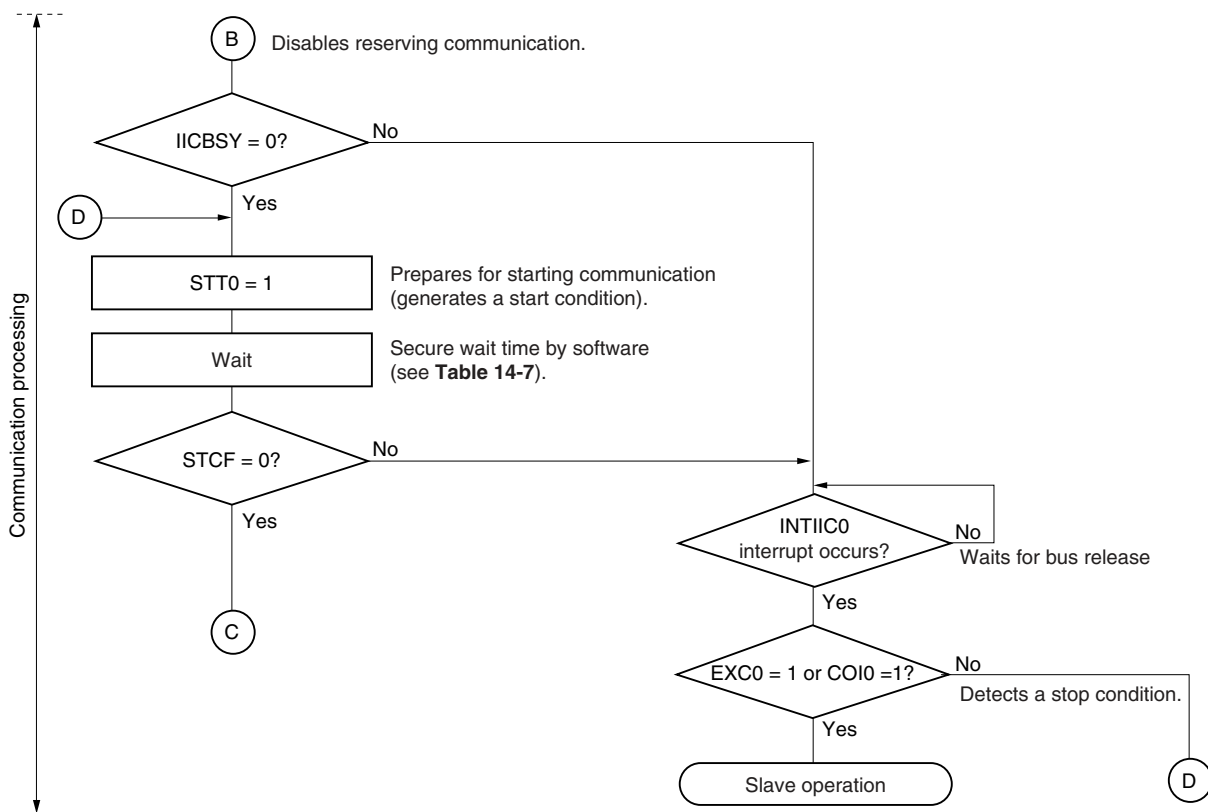 B
Disables reserving communication.
IICBSY = 0?
No
Yes
D
STT0 = 1
Prepares for starting communication
(generates a start condition).
Wait
Secure wait time by software
(see Table 14-7).
STCF = 0?
No
Yes
C
INTIIC0
interrupt occurs?
No
Waits for bus release
Yes
EXC0 = 1 or COI0 =1?
No
Detects a stop condition.
Yes
Slave operation
D
Communication processing